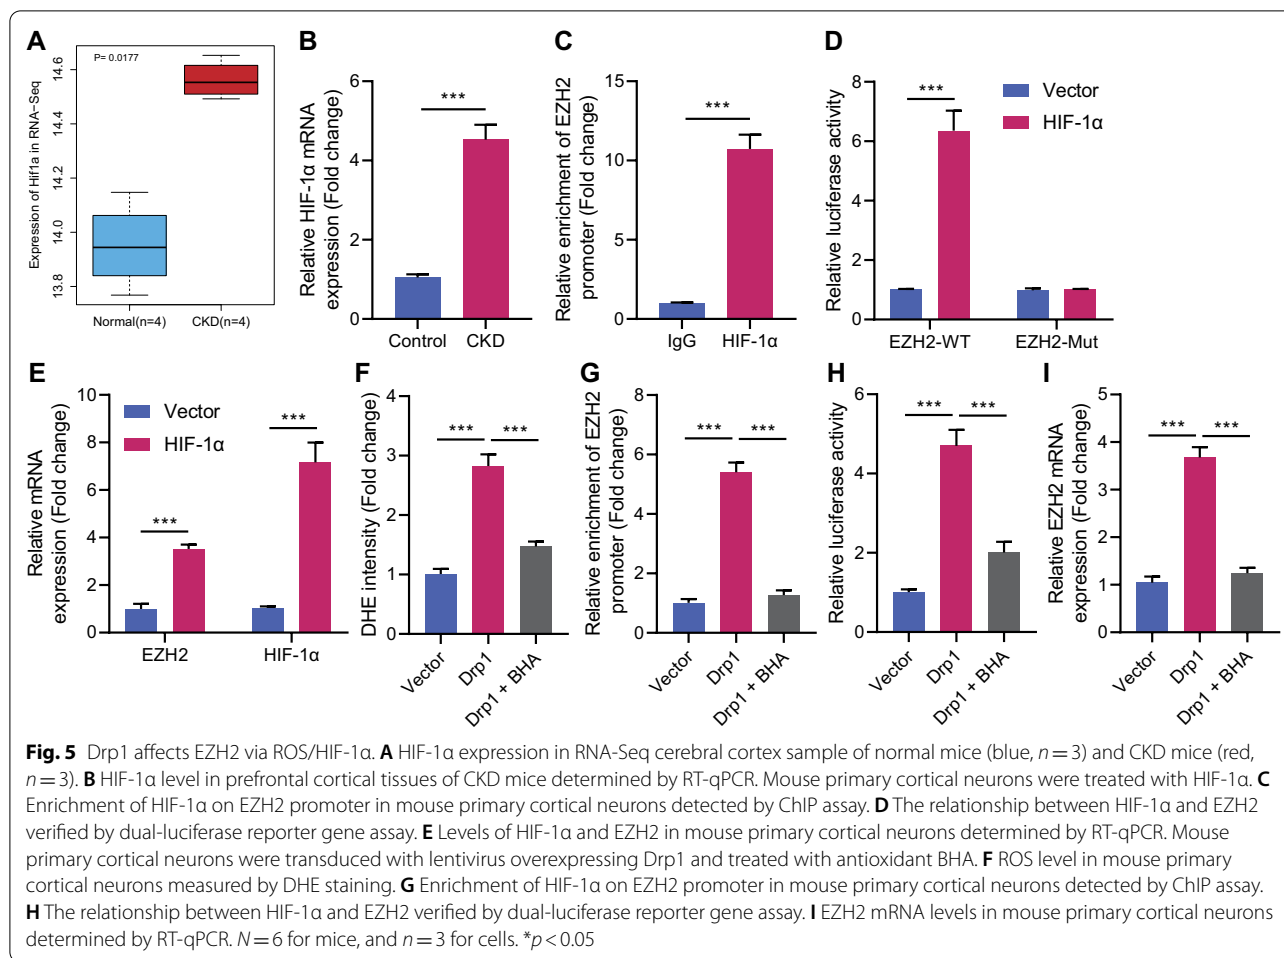 A
P= 0.0177
Expression of Hif1a in RNA−Seq
14.6
14.4
14.2
14.0
13.8
Normal(n=4)
CKD(n=4)
B
Relative HIF-1α mRNA
expression (Fold change)
6
4
2
0
***
Control
CKD
C
Relative enrichment of EZH2
promoter (Fold change)
15
10
5
0
***
IgG
HIF-1α
D
Relative luciferase activity
8
6
4
2
0
***
EZH2-WT
EZH2-Mut
Vector
HIF-1α
E
Relative mRNA
expression (Fold change)
10
8
6
4
2
0
Vector
HIF-1α
***
***
EZH2
HIF-1α
F
DHE intensity (Fold change)
4
3
2
1
0
***
***
Vector
Drp1
Drp1 + BHA
G
Relative enrichment of EZH2
promoter (Fold change)
8
6
4
2
0
***
***
Vector
Drp1
Drp1 + BHA
H
Relative luciferase activity
6
4
2
0
***
***
Vector
Drp1
Drp1 + BHA
I
Relative EZH2 mRNA
expression (Fold change)
5
4
3
2
1
0
***
***
Vector
Drp1
Drp1 + BHA
Fig. 5 Drp1 affects EZH2 via ROS/HIF-1α. A HIF-1α expression in RNA-Seq cerebral cortex sample of normal mice (blue, n = 3) and CKD mice (red,
n = 3). B HIF-1α level in prefrontal cortical tissues of CKD mice determined by RT-qPCR. Mouse primary cortical neurons were treated with HIF-1α. C
Enrichment of HIF-1α on EZH2 promoter in mouse primary cortical neurons detected by ChIP assay. D The relationship between HIF-1α and EZH2
verified by dual-luciferase reporter gene assay. E Levels of HIF-1α and EZH2 in mouse primary cortical neurons determined by RT-qPCR. Mouse
primary cortical neurons were transduced with lentivirus overexpressing Drp1 and treated with antioxidant BHA. F ROS level in mouse primary
cortical neurons measured by DHE staining. G Enrichment of HIF-1α on EZH2 promoter in mouse primary cortical neurons detected by ChIP assay.
H The relationship between HIF-1α and EZH2 verified by dual-luciferase reporter gene assay. I EZH2 mRNA levels in mouse primary cortical neurons
determined by RT-qPCR. N = 6 for mice, and n = 3 for cells. *p < 0.05